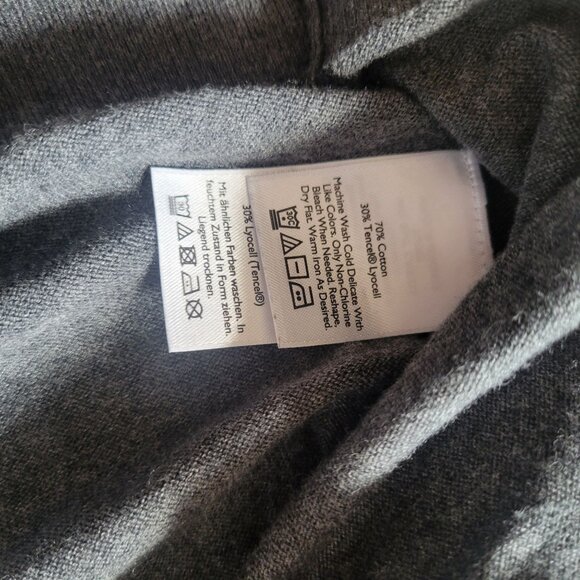 70% Cotton
30% Tencel® Lyocell
Machine Wash Cold Delicate With
Like Colors. Only Non-Chlorine
Bleach When Needed. Reshape,
Dry Flat. Warm Iron As Desired.
30C
30% Lyocell (Tencel®)
Mit ähnlichen Farben waschen. In
feuchtem Zustand in Form ziehen.
Liegend trocknen.
30